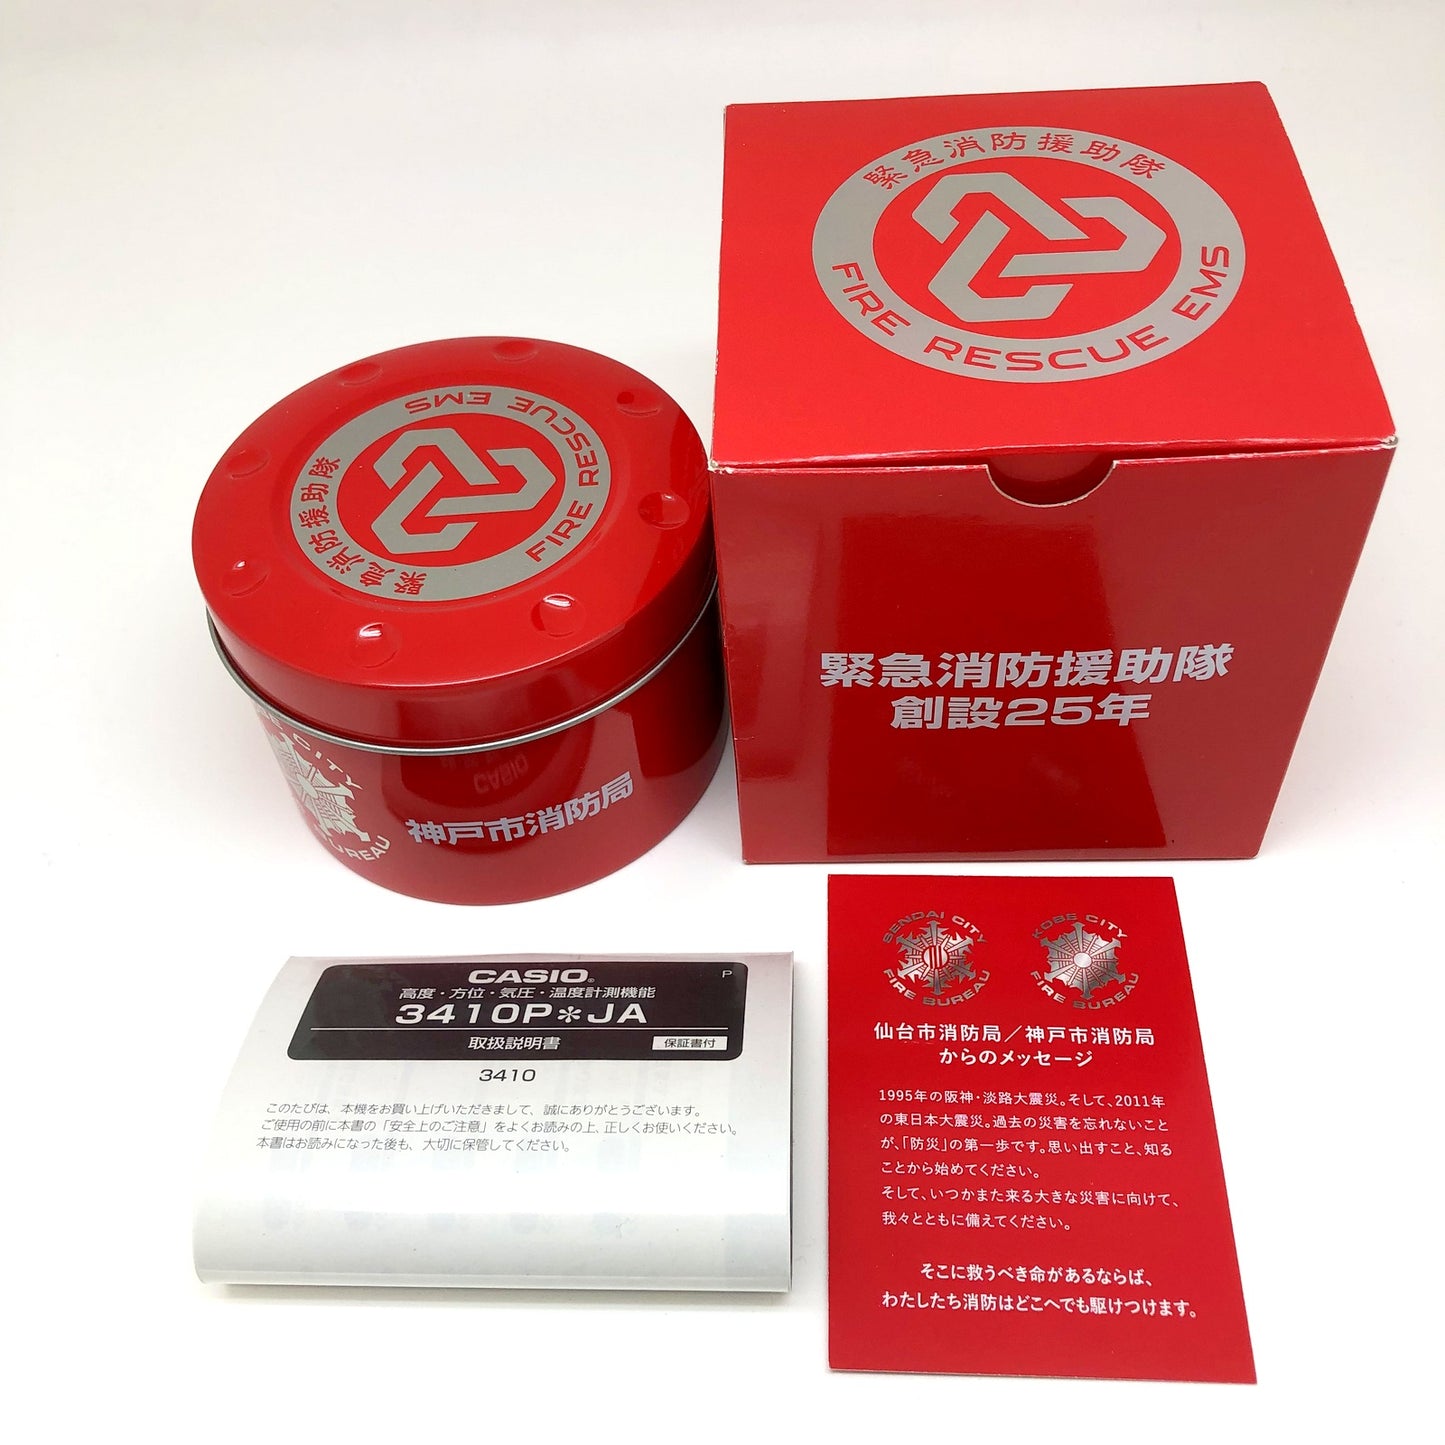 緊急消防援助隊
FIRE RESCUE EMS
緊急消防援助隊
創設25年
緊急消防援助隊
FIRE RESCUE EMS
CITY
BUREAU
神戸市消防局
CASIO
P
高度・方位・気圧・温度計測機能
3410P*JA
取扱説明書
保証書付
3410
このたびは、本機をお買い上げいただきまして、誠にありがとうございます。
ご使用の前に本書の「安全上のご注意」をよくお読みの上、正しくお使いください。
本書はお読みになった後も、大切に保管してください。
SENDAI CITY
FIRE BUREAU
KOBE CITY
FIRE BUREAU
仙台市消防局／神戸市消防局
からのメッセージ
1995年の阪神・淡路大震災。そして、2011年
の東日本大震災。過去の災害を忘れないこと
が、「防災」の第一歩です。思い出すこと、知る
ことから始めてください。
そして、いつかまた来る大きな災害に向けて、
我々とともに備えてください。
そこに救うべき命があるならば、
わたしたち消防はどこへでも駆けつけます。